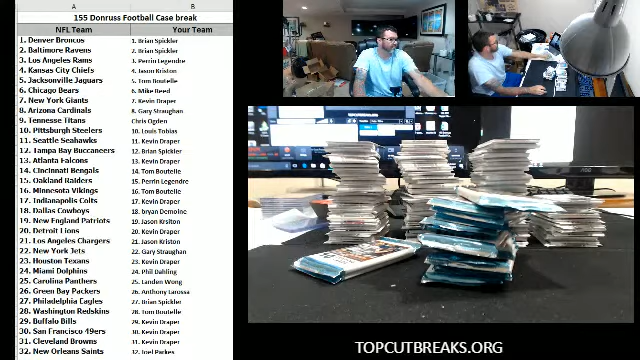 A B
155 Donruss Football Case break
NFL Team Your Team
1. Denver Broncos 1. Brian Spickler
2. Baltimore Ravens 2. Brian Spickler
3. Los Angeles Rams 3. Perrin Legendre
4. Kansas City Chiefs 4. Jason Kriston
5. Jacksonville Jaguars 5. Tom Boutelle
6. Chicago Bears 6. Mike Reed
7. New York Giants 7. Kevin Draper
8. Arizona Cardinals 8. Gary Straughan
9. Tennesse Titans Chris Ogden
10. Pittsburgh Steelers 10. Louis Tobias
11. Seattle Seahawks 11. Kevin Draper
12. Tampa Bay Buccaneers 12. Brian Spickler
13. Atlanta Falcons 13. Kevin Draper
14. Cincinnati Bengals 14. Tom Boutelle
15. Oakland Raiders 15. Perrin Legendre
16. Minnesota Vikings 16. Tom Boutelle
17. Indianapolis Colts 17. Kevin Draper
18. Dallas Cowboys 18. bryan Demoine
19. New England Patriots 19. Jason Kriston
20. Detroit Lions 20. Kevin Draper
21. Los Angeles Chargers 21. Jason Kriston
22. New York Jets 22. Gary Straughan
23. Houston Texans 23. Kevin Draper
24. Miami Dolphins 24. Phil Dahling
25. Carolina Panthers 25. Landen Wong
26. Green Bay Packers 26. Anthony Larossa
27. Philadelphia Eagles 27. Brian Spickler
28. Washington Redskins 28. Tom Boutelle
29. Buffalo Bills 29. Kevin Draper
30. San Francisco 49ers 30. Kevin Draper
31. Cleveland Browns 31. Kevin Draper
32. New Orleans Saints 32. Joel Parkes
TOPCUTBREAKS.ORG